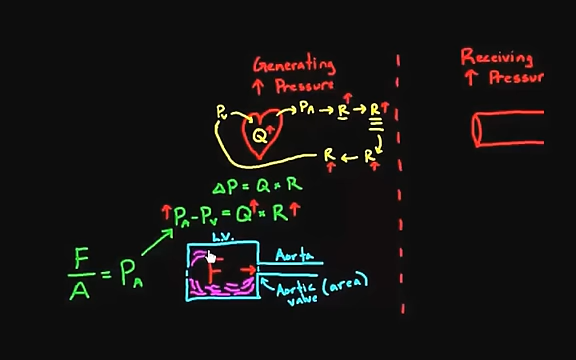 Generating
↑ Pressure
Receiving
↑ Pressur
Pv → Q↑ → PA → R↑ → R↑
R↑ ← R↑
ΔP = Q × R
↑PA - Pv = Q↑ × R↑
L.V.
F/A = PA
F
Aorta
Aortic (area)
valve